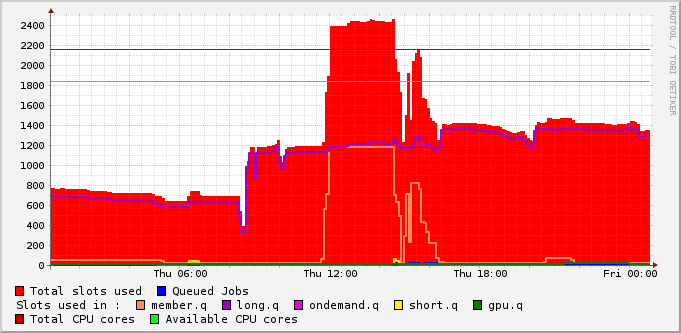 2400
2200
2000
1800
1600
1400
1200
1000
800
600
400
200
0
Thu 06:00 Thu 12:00 Thu 18:00 Fri 00:00
Total slots used Queued Jobs
Slots used in : member.q long.q ondemand.q short.q gpu.q
Total CPU cores Available CPU cores
RRDTOOL / TOBI OETIKER